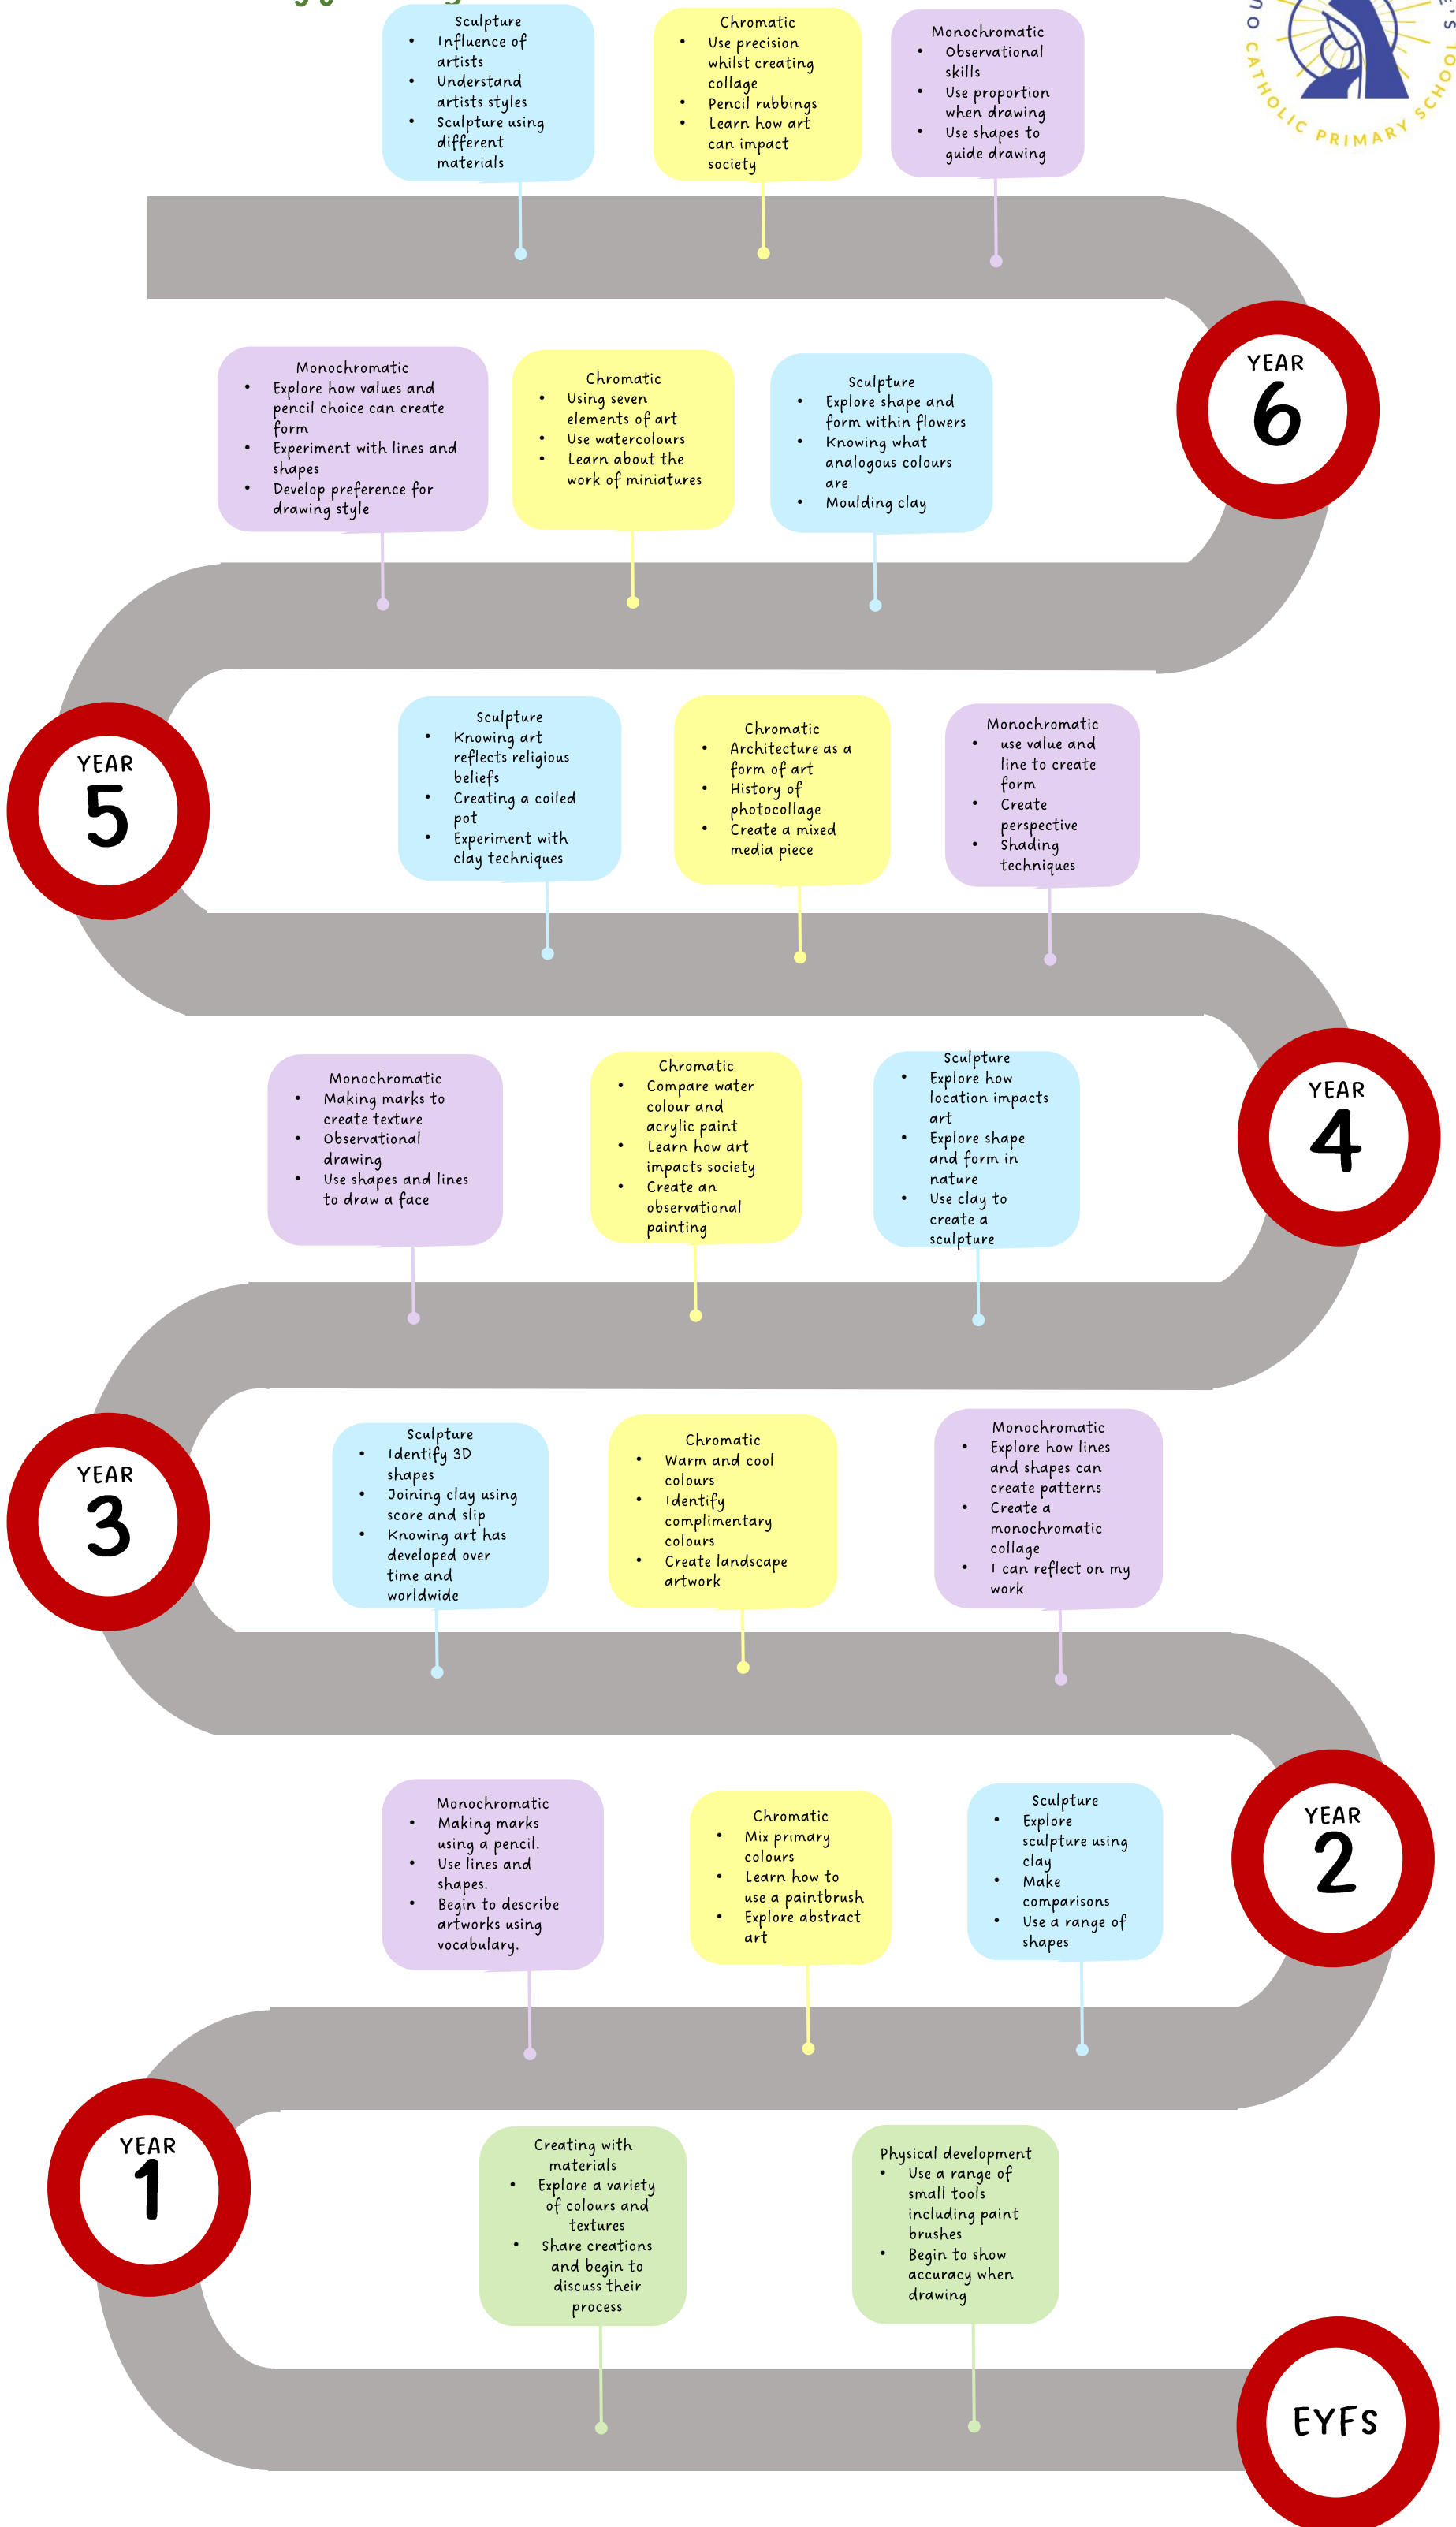 Sculpture
• Influence of
artists
• Understand
artists styles
• Sculpture using
different
materials
Chromatic
• Use precision
whilst creating
collage
• Pencil rubbings
• Learn how art
can impact
society
Monochromatic
• Observational
skills
• Use proportion
when drawing
• Use shapes to
guide drawing
CATHOLIC PRIMARY SCHOOL
YEAR
6
Monochromatic
• Explore how values and
pencil choice can create
form
• Experiment with lines and
shapes
• Develop preference for
drawing style
Chromatic
• Using seven
elements of art
• Use watercolours
• Learn about the
work of miniatures
Sculpture
• Explore shape and
form within flowers
• Knowing what
analogous colours
are
• Moulding clay
YEAR
5
Sculpture
• Knowing art
reflects religious
beliefs
• Creating a coiled
pot
• Experiment with
clay techniques
Chromatic
• Architecture as a
form of art
• History of
photocollage
• Create a mixed
media piece
Monochromatic
• use value and
line to create
form
• Create
perspective
• Shading
techniques
YEAR
4
Monochromatic
• Making marks to
create texture
• Observational
drawing
• Use shapes and lines
to draw a face
Chromatic
• Compare water
colour and
acrylic paint
• Learn how art
impacts society
• Create an
observational
painting
Sculpture
• Explore how
location impacts
art
• Explore shape
and form in
nature
• Use clay to
create a
sculpture
YEAR
3
Sculpture
• Identify 3D
shapes
• Joining clay using
score and slip
• Knowing art has
developed over
time and
worldwide
Chromatic
• Warm and cool
colours
• Identify
complimentary
colours
• Create landscape
artwork
Monochromatic
• Explore how lines
and shapes can
create patterns
• Create a
monochromatic
collage
• I can reflect on my
work
YEAR
2
Monochromatic
• Making marks
using a pencil.
• Use lines and
shapes.
• Begin to describe
artworks using
vocabulary.
Chromatic
• Mix primary
colours
• Learn how to
use a paintbrush
• Explore abstract
art
Sculpture
• Explore
sculpture using
clay
• Make
comparisons
• Use a range of
shapes
YEAR
1
Creating with
materials
• Explore a variety
of colours and
textures
• Share creations
and begin to
discuss their
process
Physical development
• Use a range of
small tools
including paint
brushes
• Begin to show
accuracy when
drawing
EYFS